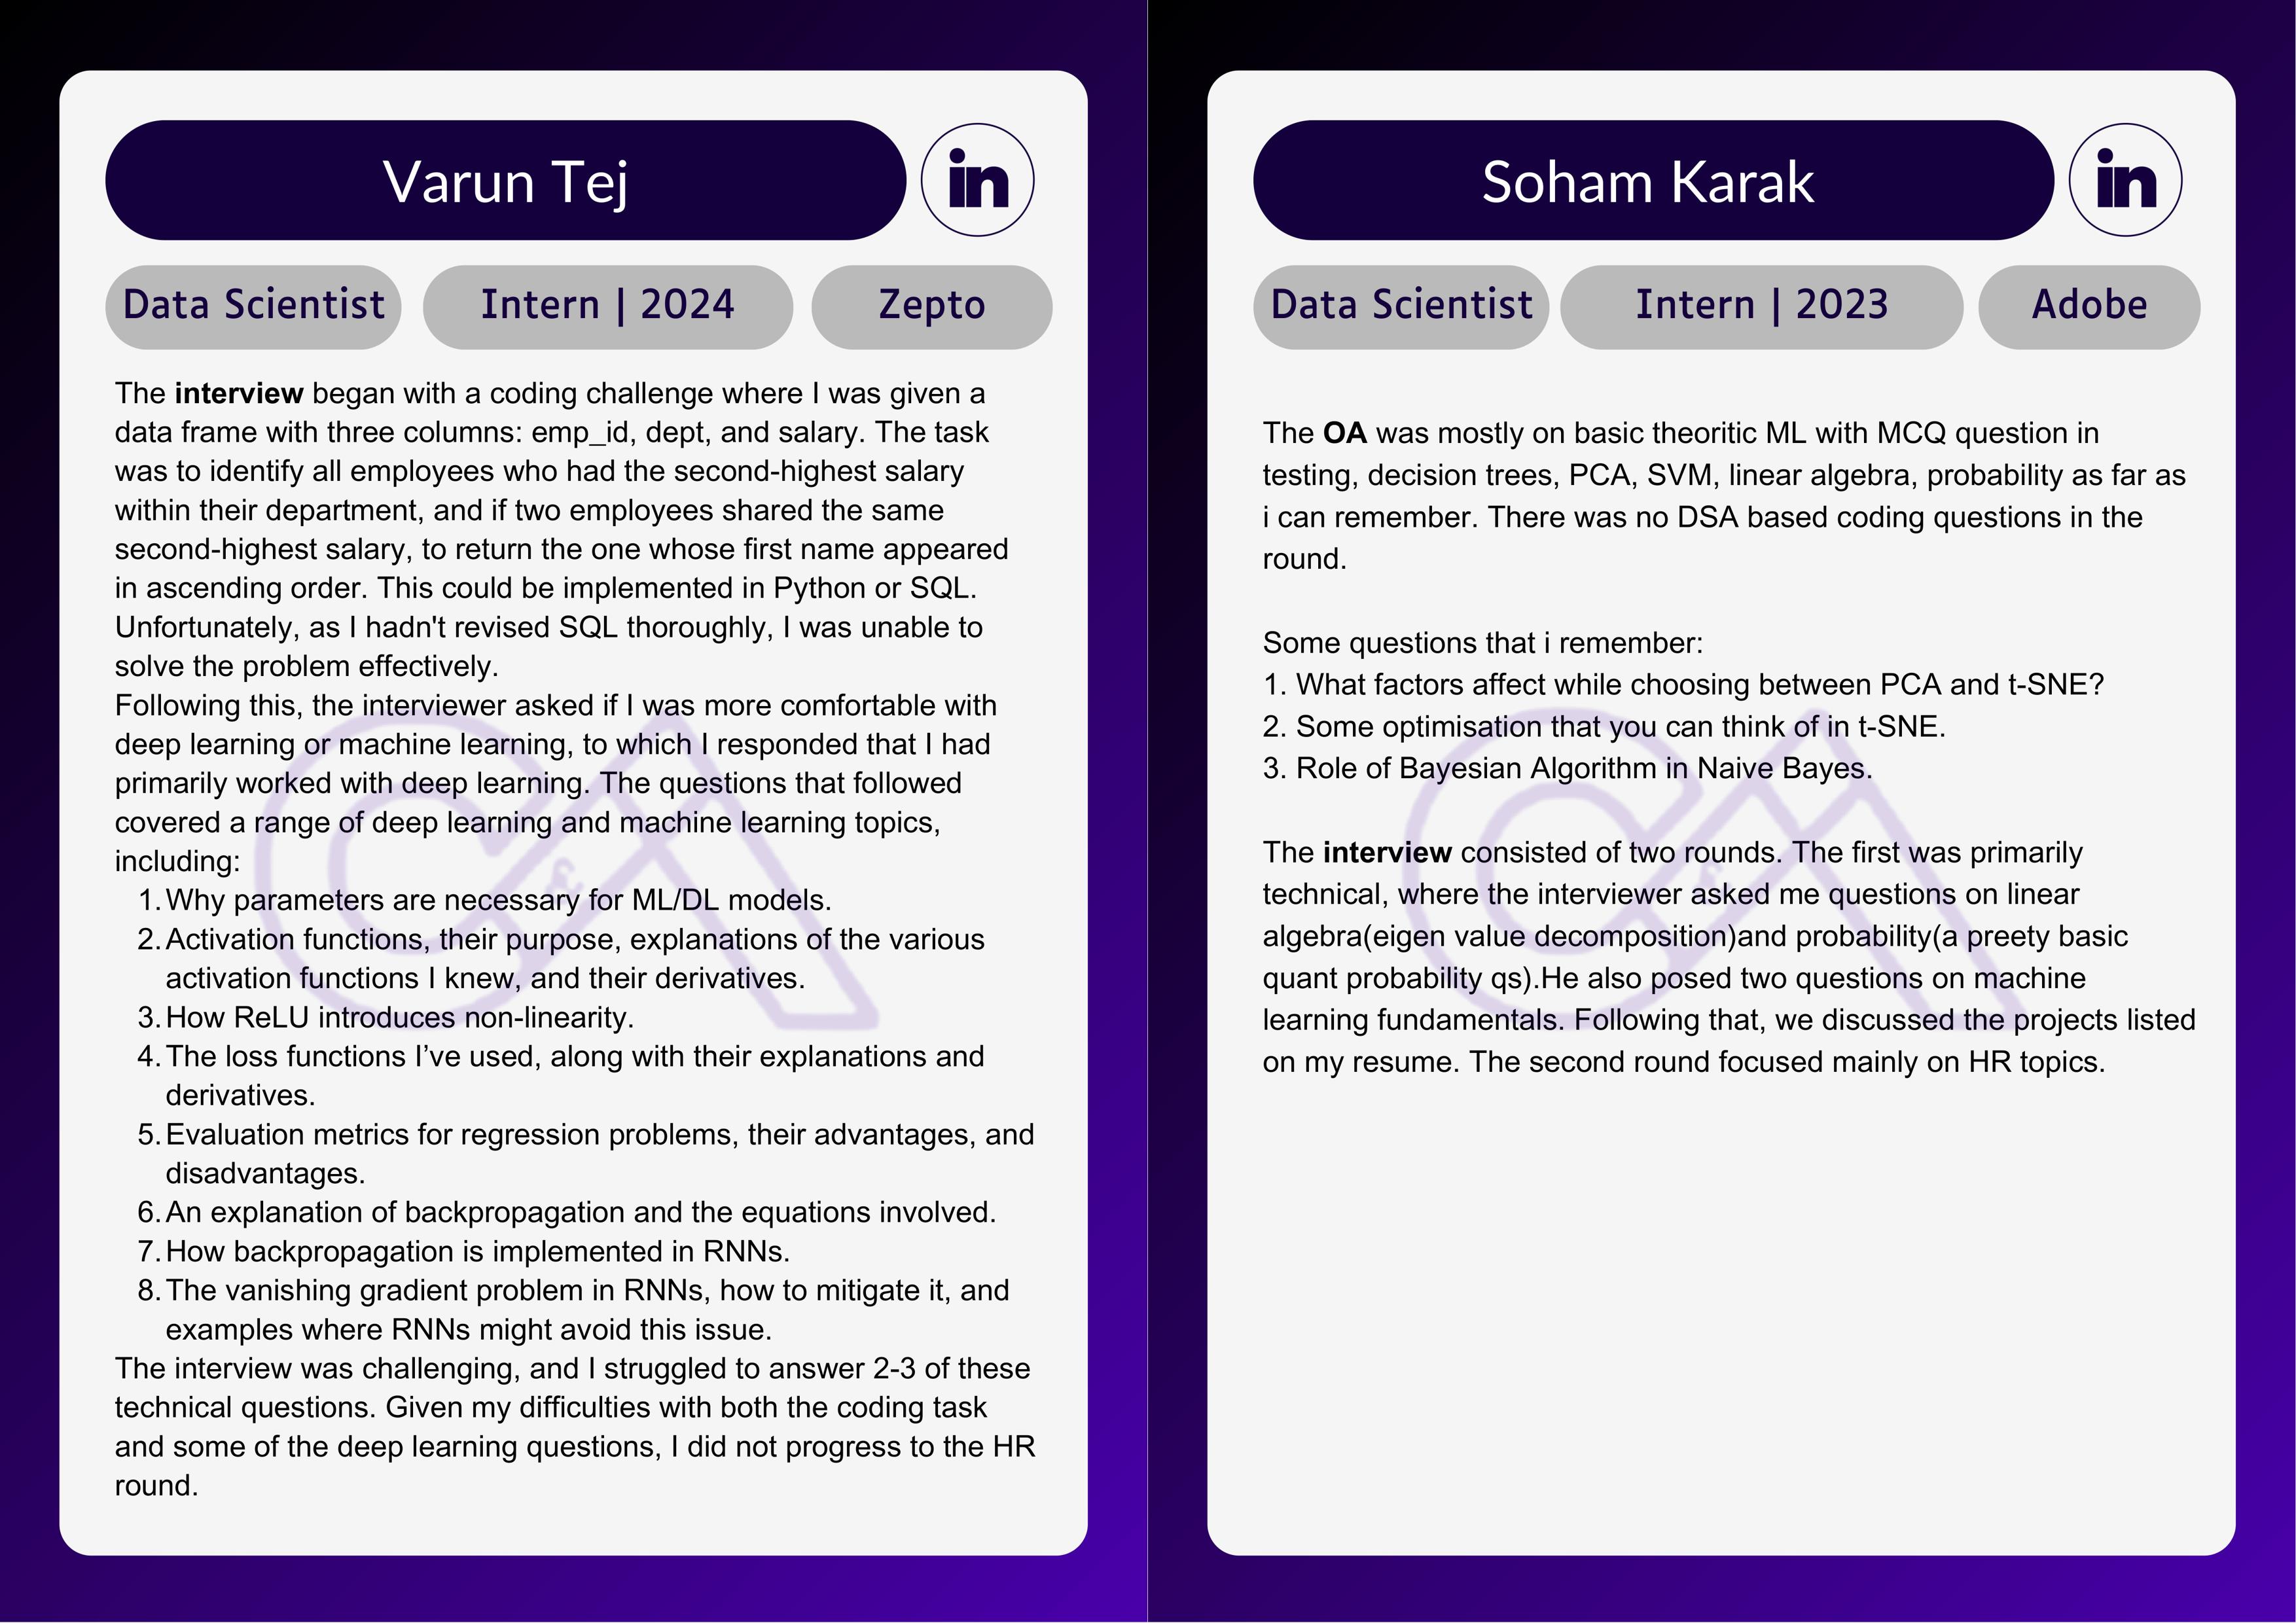 Varun Tej
in
Data Scientist
Intern | 2024
Zepto
The interview began with a coding challenge where I was given a
data frame with three columns: emp_id, dept, and salary. The task
was to identify all employees who had the second-highest salary
within their department, and if two employees shared the same
second-highest salary, to return the one whose first name appeared
in ascending order. This could be implemented in Python or SQL.
Unfortunately, as I hadn't revised SQL thoroughly, I was unable to
solve the problem effectively.
Following this, the interviewer asked if I was more comfortable with
deep learning or machine learning, to which I responded that I had
primarily worked with deep learning. The questions that followed
covered a range of deep learning and machine learning topics,
including:
1. Why parameters are necessary for ML/DL models.
2. Activation functions, their purpose, explanations of the various
activation functions I knew, and their derivatives.
3. How ReLU introduces non-linearity.
4. The loss functions I’ve used, along with their explanations and
derivatives.
5. Evaluation metrics for regression problems, their advantages, and
disadvantages.
6. An explanation of backpropagation and the equations involved.
7. How backpropagation is implemented in RNNs.
8. The vanishing gradient problem in RNNs, how to mitigate it, and
examples where RNNs might avoid this issue.
The interview was challenging, and I struggled to answer 2-3 of these
technical questions. Given my difficulties with both the coding task
and some of the deep learning questions, I did not progress to the HR
round.
Soham Karak
in
Data Scientist
Intern | 2023
Adobe
The OA was mostly on basic theoritic ML with MCQ question in
testing, decision trees, PCA, SVM, linear algebra, probability as far as
i can remember. There was no DSA based coding questions in the
round.
Some questions that i remember:
1. What factors affect while choosing between PCA and t-SNE?
2. Some optimisation that you can think of in t-SNE.
3. Role of Bayesian Algorithm in Naive Bayes.
The interview consisted of two rounds. The first was primarily
technical, where the interviewer asked me questions on linear
algebra(eigen value decomposition)and probability(a preety basic
quant probability qs).He also posed two questions on machine
learning fundamentals. Following that, we discussed the projects listed
on my resume. The second round focused mainly on HR topics.